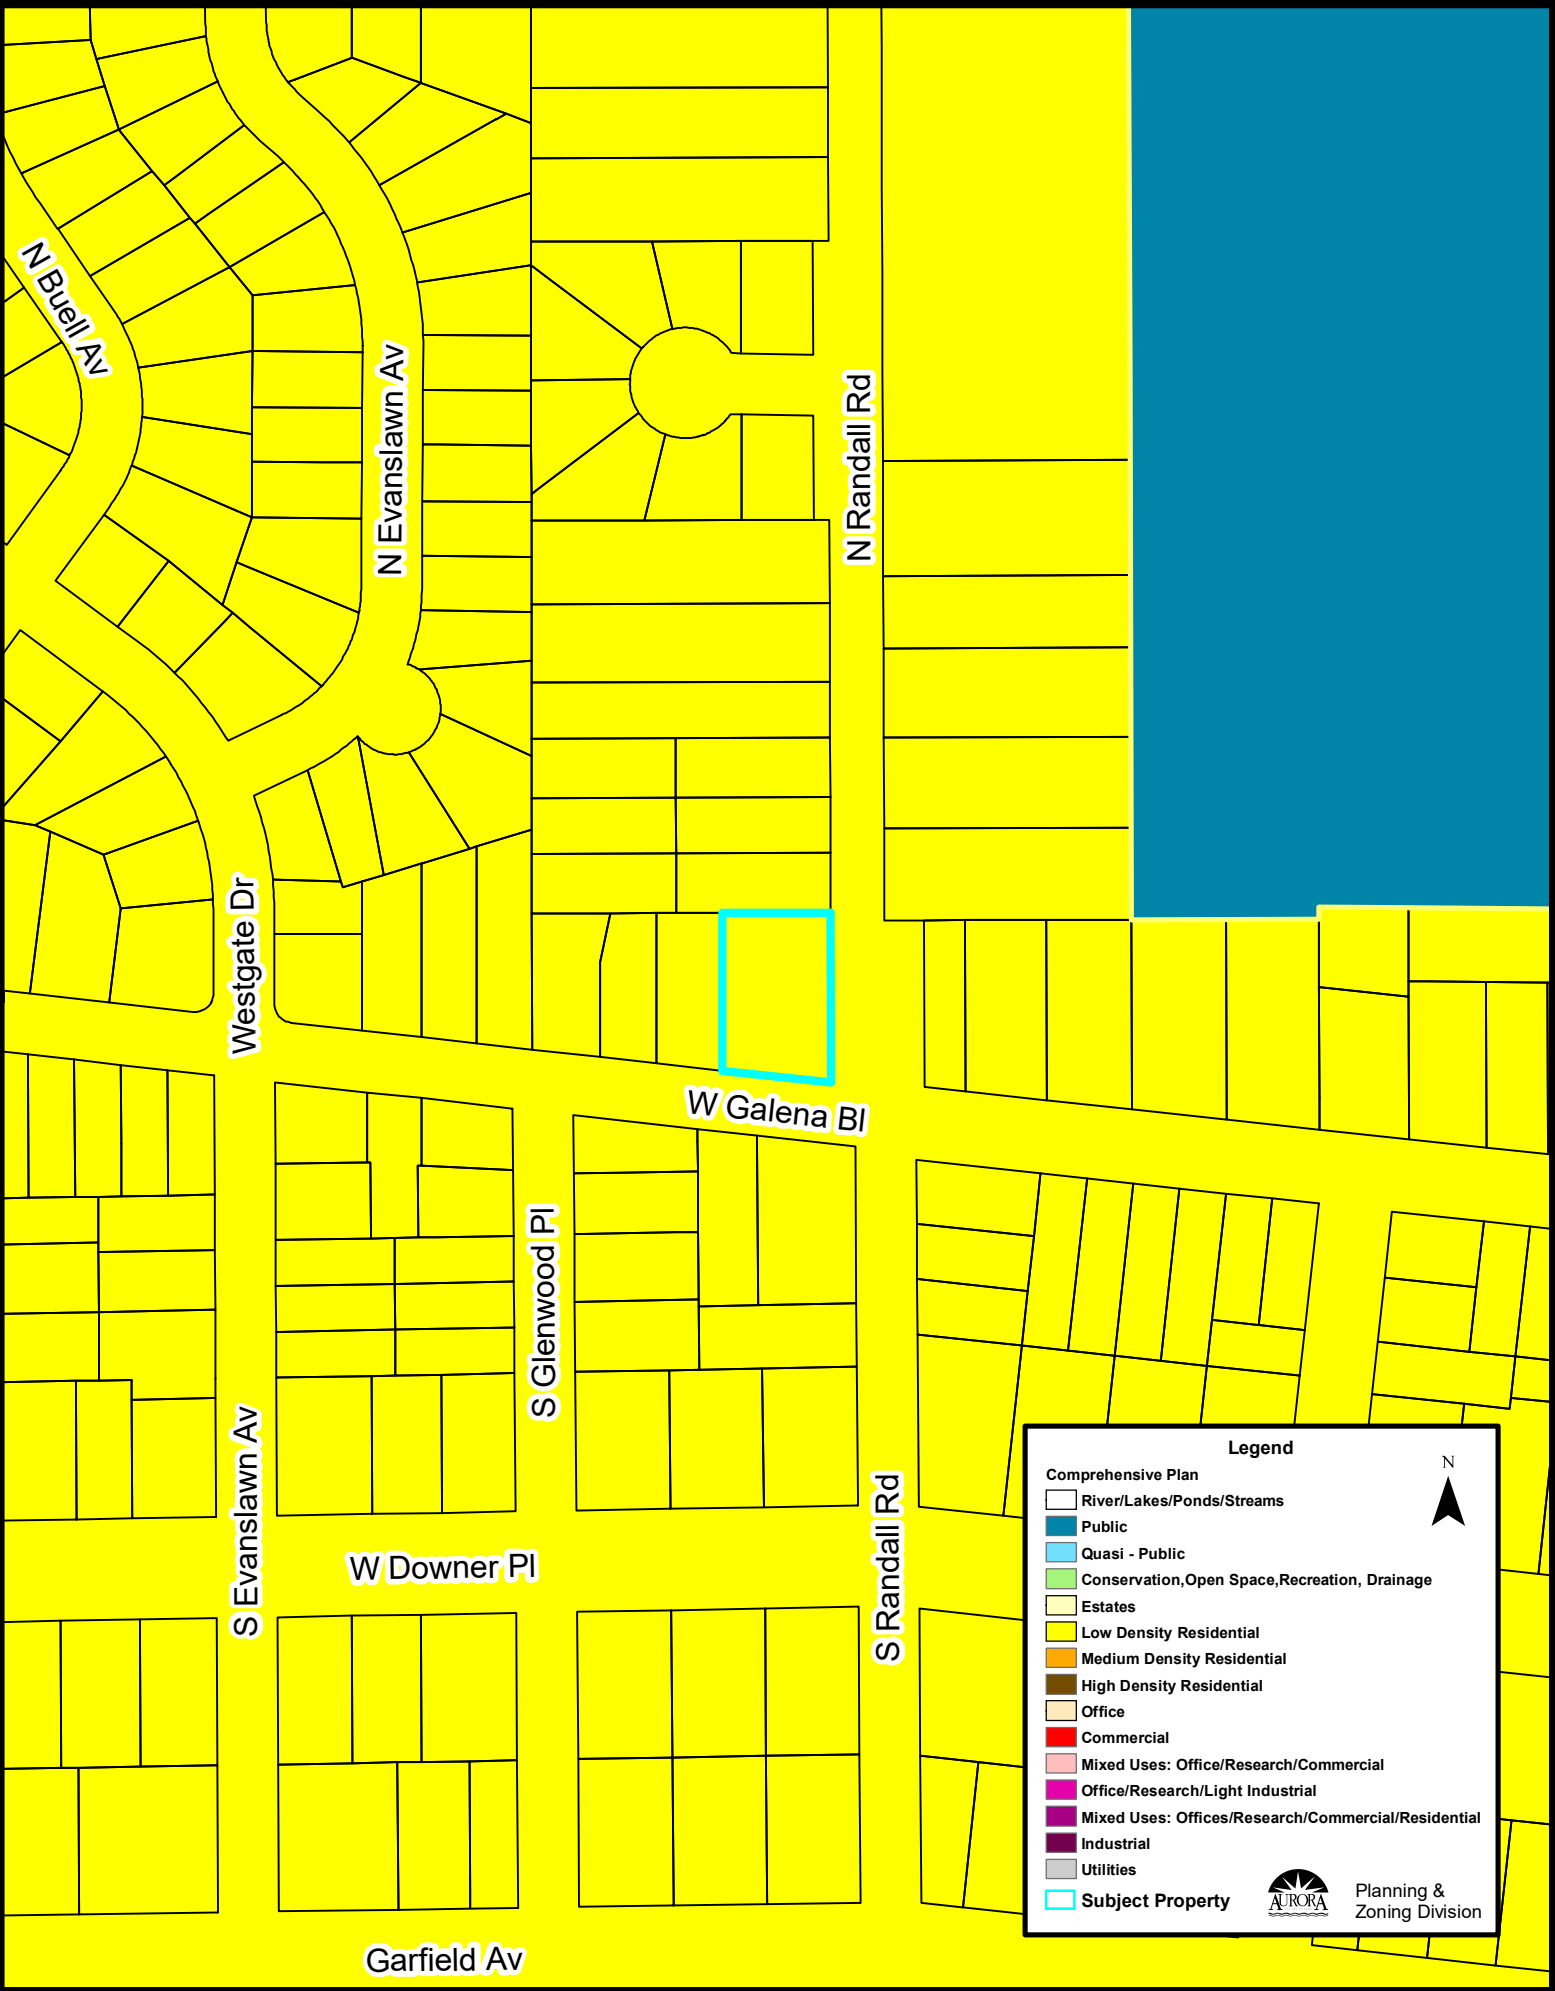 N Buell Av
N Evanslawn Av
N Randall Rd
Westgate Dr
W Galena Bl
S Glenwood Pl
S Evanslawn Av
W Downer Pl
S Randall Rd
Garfield Av
Legend
Comprehensive Plan
N
River/Lakes/Ponds/Streams
Public
Quasi - Public
Conservation,Open Space,Recreation, Drainage
Estates
Low Density Residential
Medium Density Residential
High Density Residential
Office
Commercial
Mixed Uses: Office/Research/Commercial
Office/Research/Light Industrial
Mixed Uses: Offices/Research/Commercial/Residential
Industrial
Utilities
Subject Property
AURORA
Planning &
Zoning Division